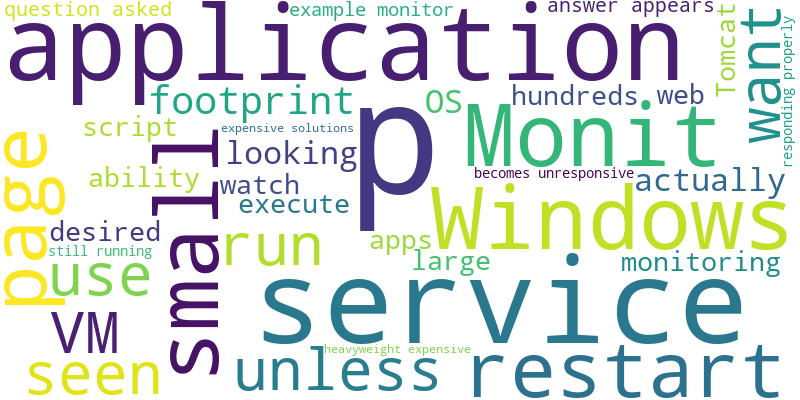 question asked
example monitor
answer appears
application
footprint
OS
hundreds
web
Tomcat
want
responding properly
script
expensive solutions
p
Monit
looking
small
page
ability
watch
becomes unresponsive
actually
execute
Windows
desired
still running
run
apps
large
monitoring
use
service
VM
seen
heavyweight expensive
unless
restart